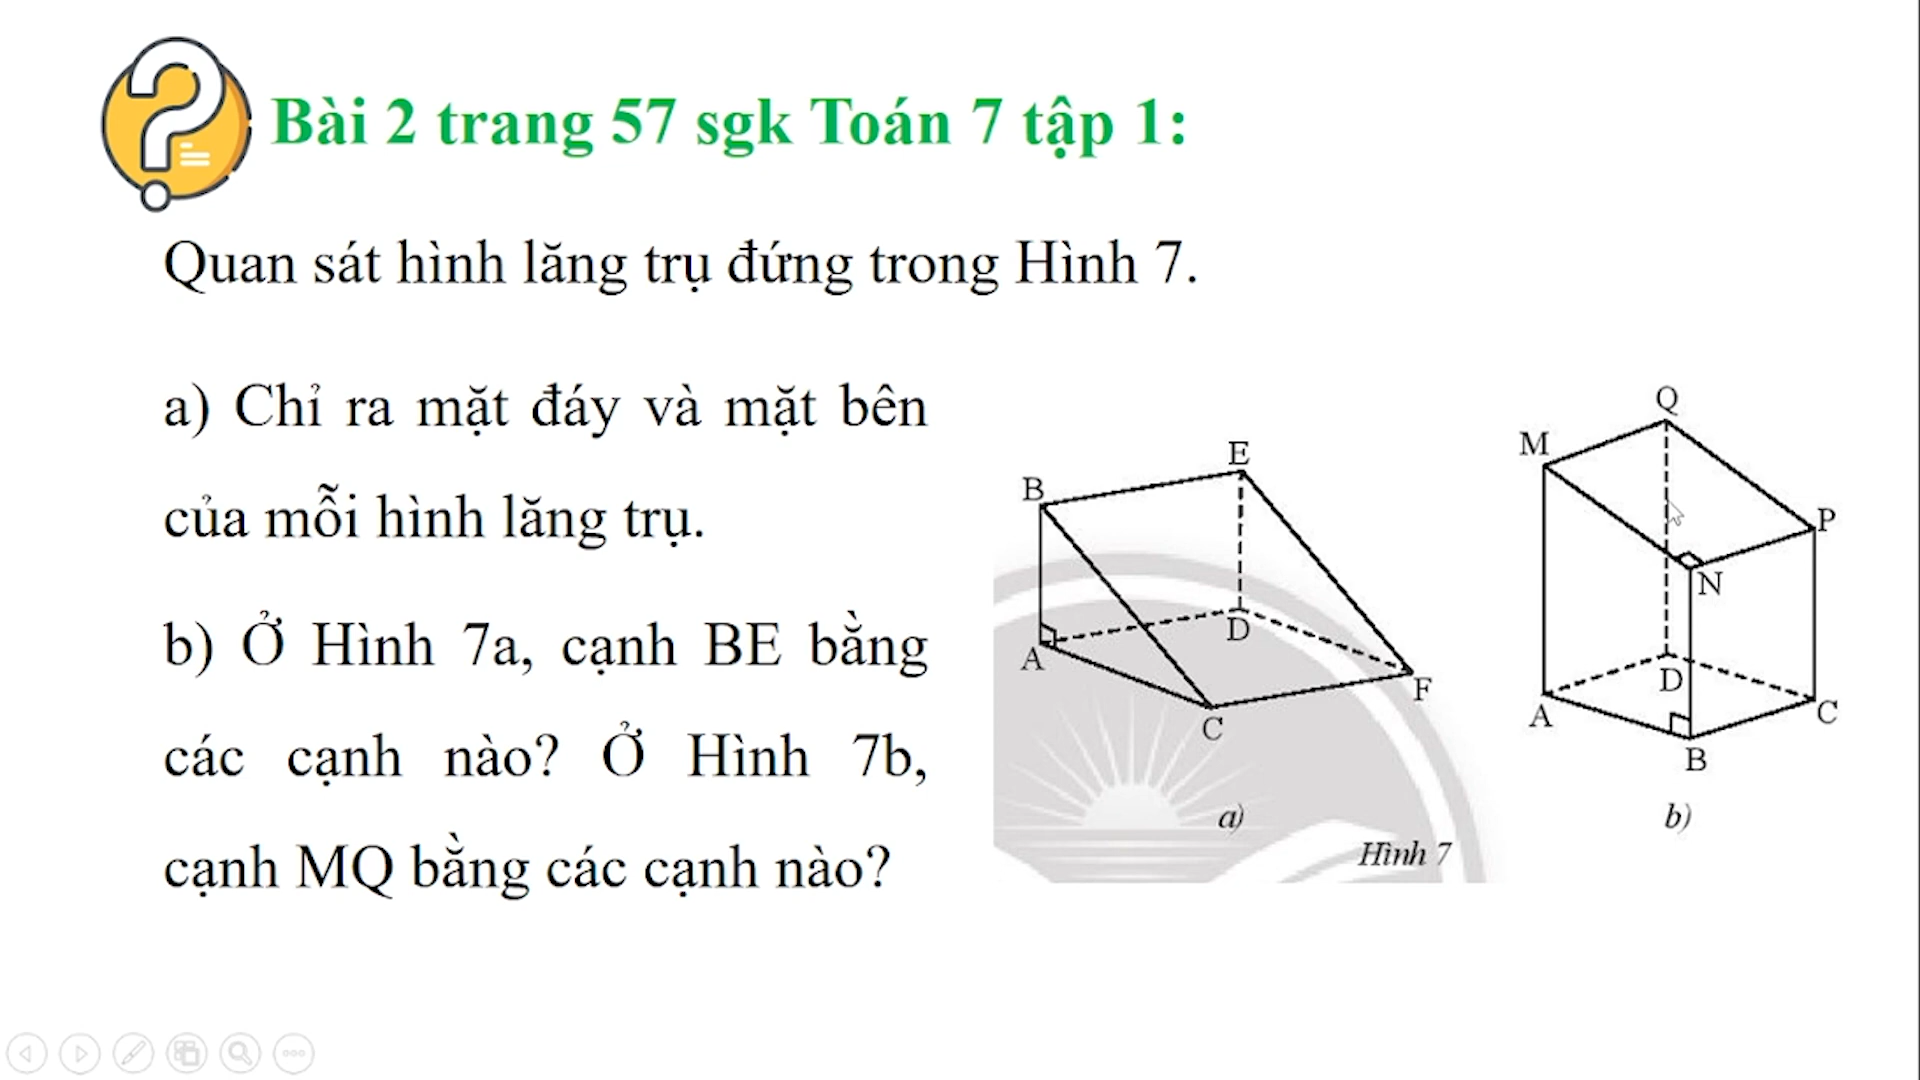 Bài 2 trang 57 sgk Toán 7 tập 1:
Quan sát hình lăng trụ đứng trong Hình 7.
a) Chỉ ra mặt đáy và mặt bên
của mỗi hình lăng trụ.
b) Ở Hình 7a, cạnh BE bằng
các cạnh nào? Ở Hình 7b,
cạnh MQ bằng các cạnh nào?
E
B
D
A
F
C
a)
Q
M
P
N
D
A
C
B
b)
Hình 7